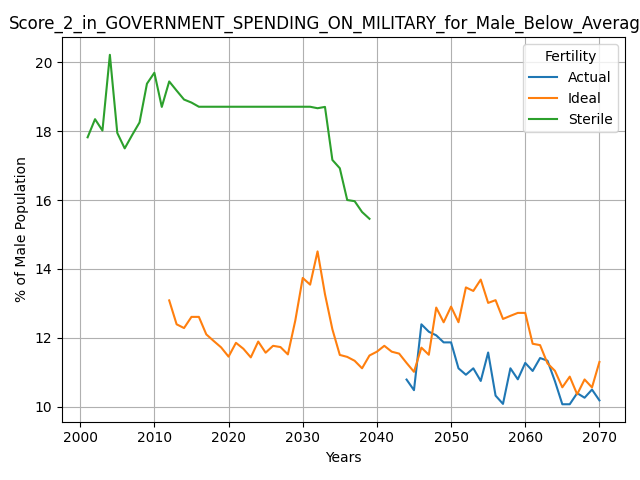 Score_2_in_GOVERNMENT_SPENDING_ON_MILITARY_for_Male_Below_Averag
% of Male Population
20
18
16
14
12
10
Fertility
Actual
Ideal
Sterile
2000 2010 2020 2030 2040 2050 2060 2070
Years